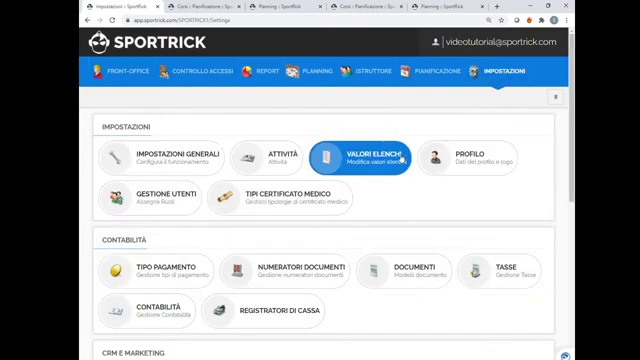 Impostazioni :: SportRick
Corsi :: Pianificazione :: S
Planning :: SportRick
Corsi :: Pianificazione :: S
Planning :: SportRick
app.sportrick.com/SPORTRICK1/Settings
SPORTRICK
| videotutorial@sportrick.com
FRONT-OFFICE
CONTROLLO ACCESSI
REPORT
PLANNING
ISTRUTTORE
PIANIFICAZIONE
IMPOSTAZIONI
IMPOSTAZIONI
IMPOSTAZIONI GENERALI
Configura il funzionamento
ATTIVITÀ
Attività
VALORI ELENCHI
Modifica valori elenchi
PROFILO
Dati del profilo e logo
GESTIONE UTENTI
Assegna Ruoli
TIPI CERTIFICATO MEDICO
Gestisci tipologie di certificato medico
CONTABILITÀ
TIPO PAGAMENTO
Gestione tipi di pagamento
NUMERATORI DOCUMENTI
Gestione numeratori documenti
DOCUMENTI
Modelli documento
TASSE
Gestione Tasse
CONTABILITÀ
Gestione Contabilità
REGISTRATORI DI CASSA
CRM E MARKETING